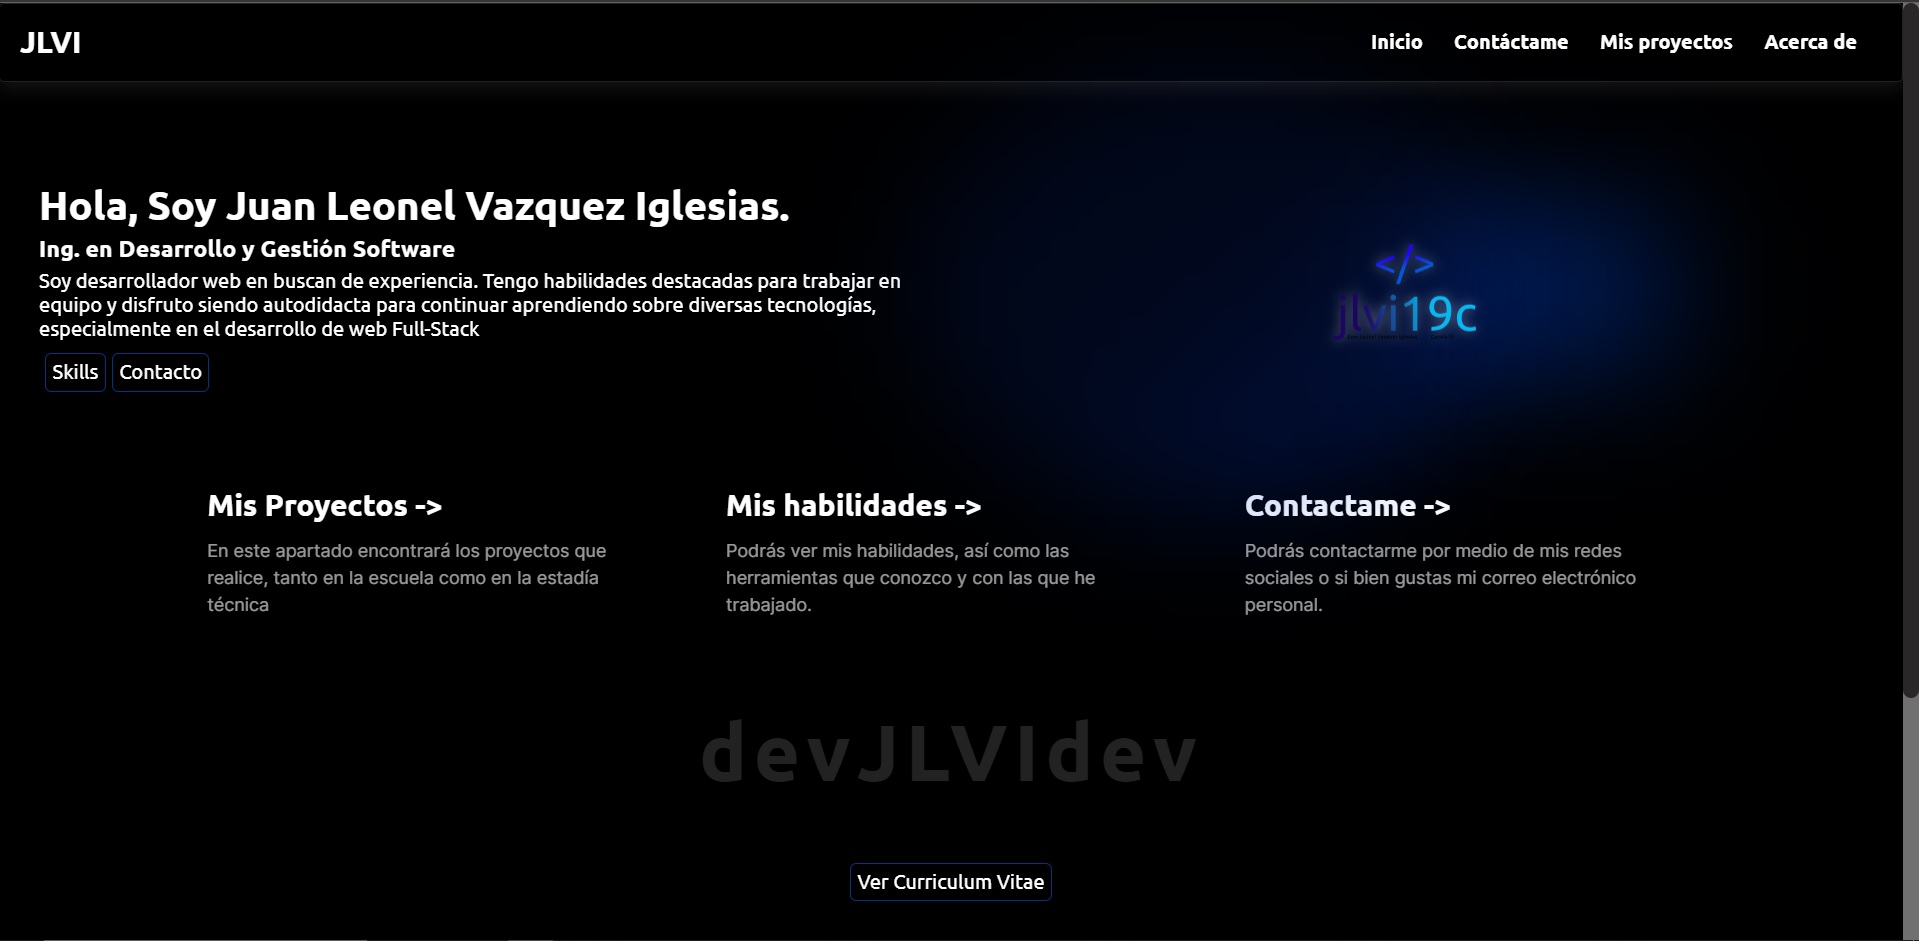 JLVI
Inicio Contáctame Mis proyectos Acerca de
Hola, Soy Juan Leonel Vazquez Iglesias.
Ing. en Desarrollo y Gestión Software
Soy desarrollador web en buscan de experiencia. Tengo habilidades destacadas para trabajar en
equipo y disfruto siendo autodidacta para continuar aprendiendo sobre diversas tecnologías,
especialmente en el desarrollo de web Full-Stack
Skills Contacto
</>
jlvi19c
Mis Proyectos ->
En este apartado encontrará los proyectos que
realice, tanto en la escuela como en la estadía
técnica
Mis habilidades ->
Podrás ver mis habilidades, así como las
herramientas que conozco y con las que he
trabajado.
Contactame ->
Podrás contactarme por medio de mis redes
sociales o si bien gustas mi correo electrónico
personal.
devJLVIdev
Ver Curriculum Vitae